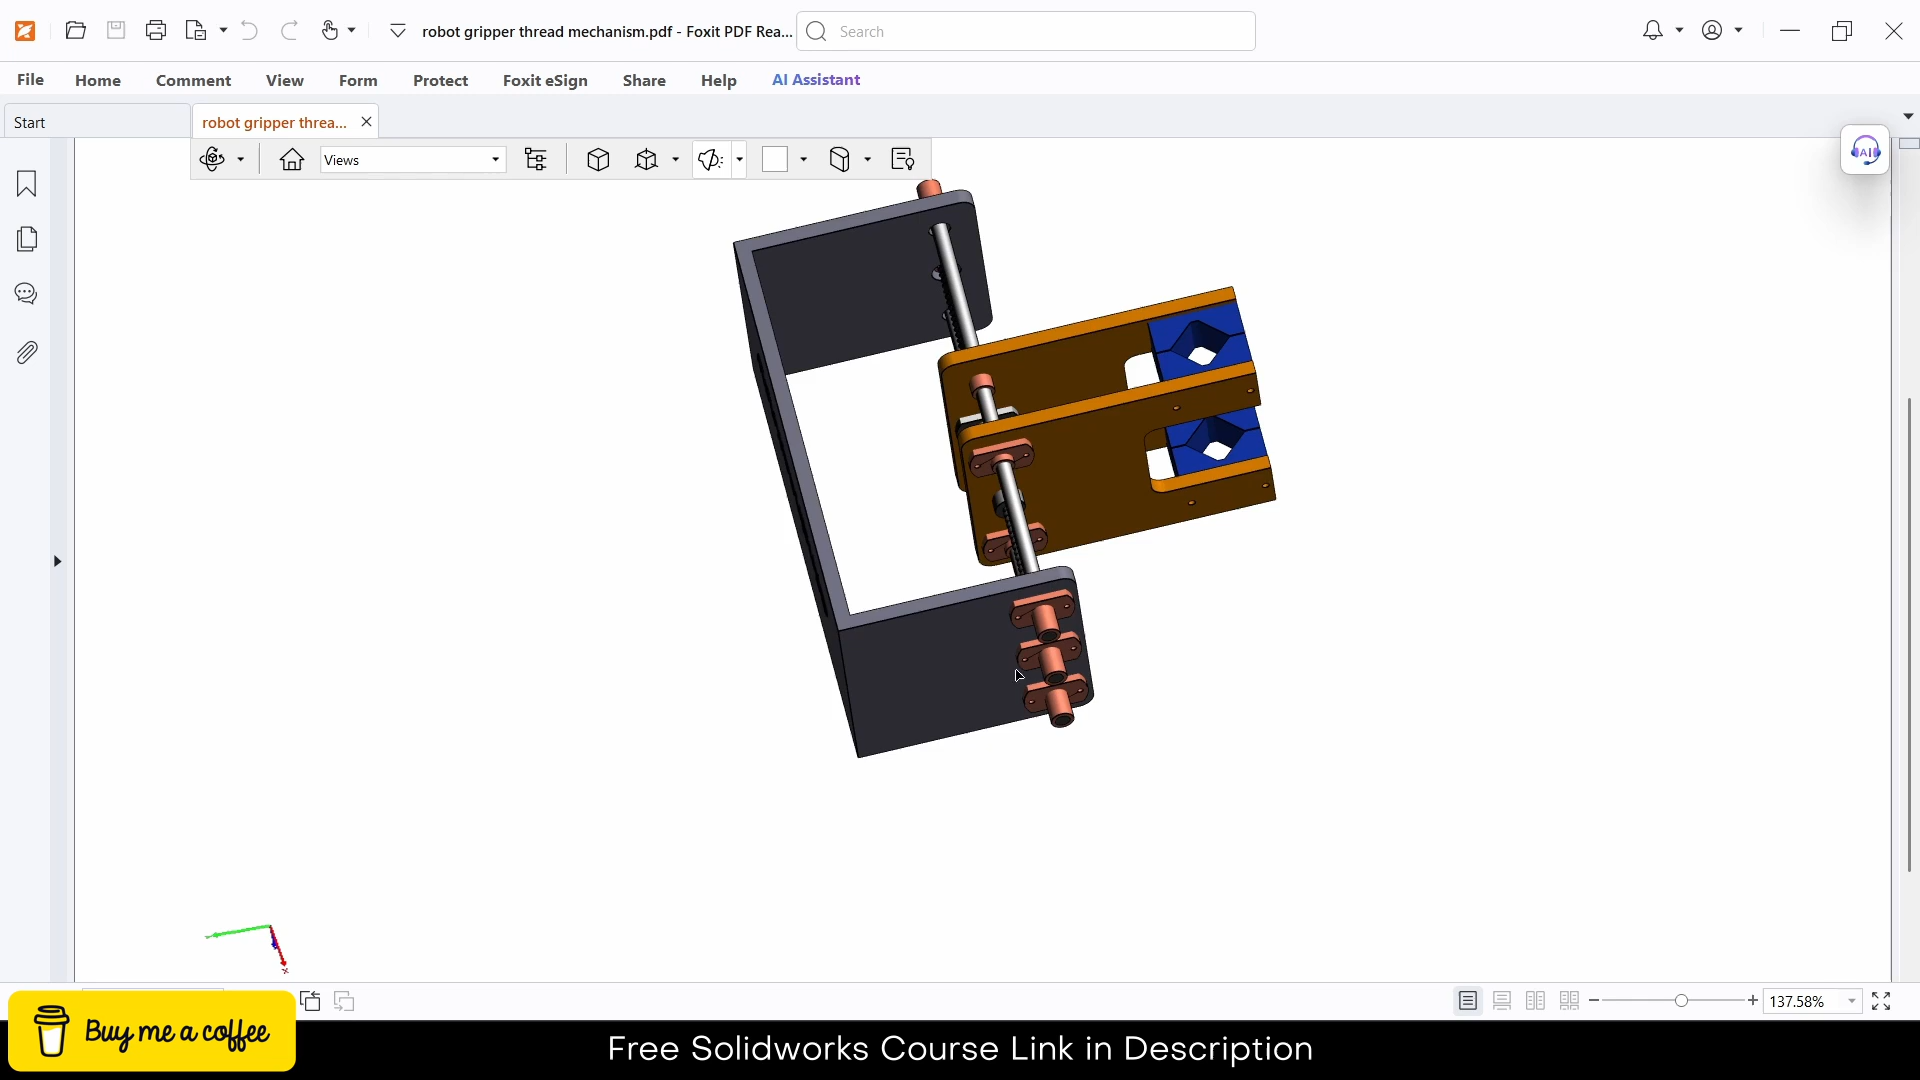 robot gripper thread mechanism.pdf - Foxit PDF Rea...
Search
File
Home
Comment
View
Form
Protect
Foxit eSign
Share
Help
AI Assistant
Start
robot gripper threa...
Views
AI
x
137.58%
Buy me a coffee
Free Solidworks Course Link in Description